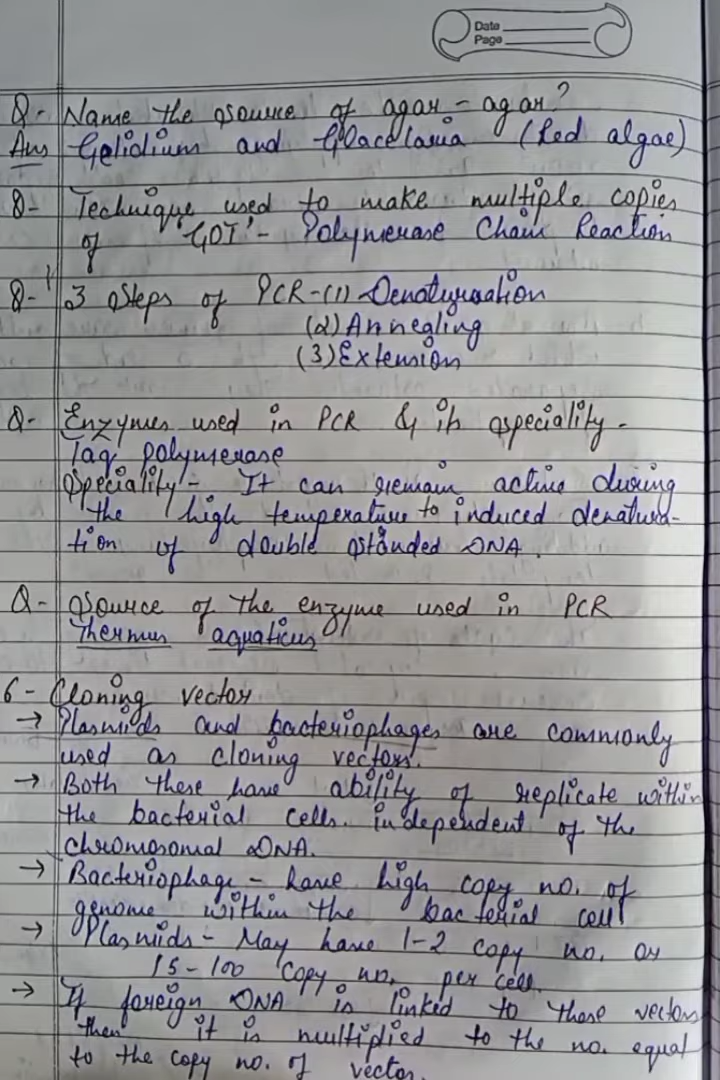 Date
Page
Q- Name the source of agar-agar?
Ans Gelidium and Glacelaria (Red algae)
Q- Technique used to make multiple copies
of 'GOI'- Polymerase Chain Reaction
Q- 3 Steps of PCR-(1) Denaturation
(2) Annegling
(3) Extension
Q- Enzymes used in PCR & its speciality-
Taq polymerase
Speciality- It can remain active during
the high temperature to induced denatura-
tion of double standed DNA.
Q- Source of the enzyme used in PCR
Thermus aquaticus
6- Cloning vector
→ Plasmids and bacteriophages are commonly
used as cloning vectors.
→ Both these have ability of replicate within
the bacterial cells. independent of the
chromosomal DNA.
→ Bacteriophage - have high copy no. of
genome within the bacterial cell
→ Plasmids - May have 1-2 copy no. or
15-100 copy no. per cell.
→ If foreign DNA is linked to these vectors
then it is multiplied to the no. equal
to the copy no. of vector.